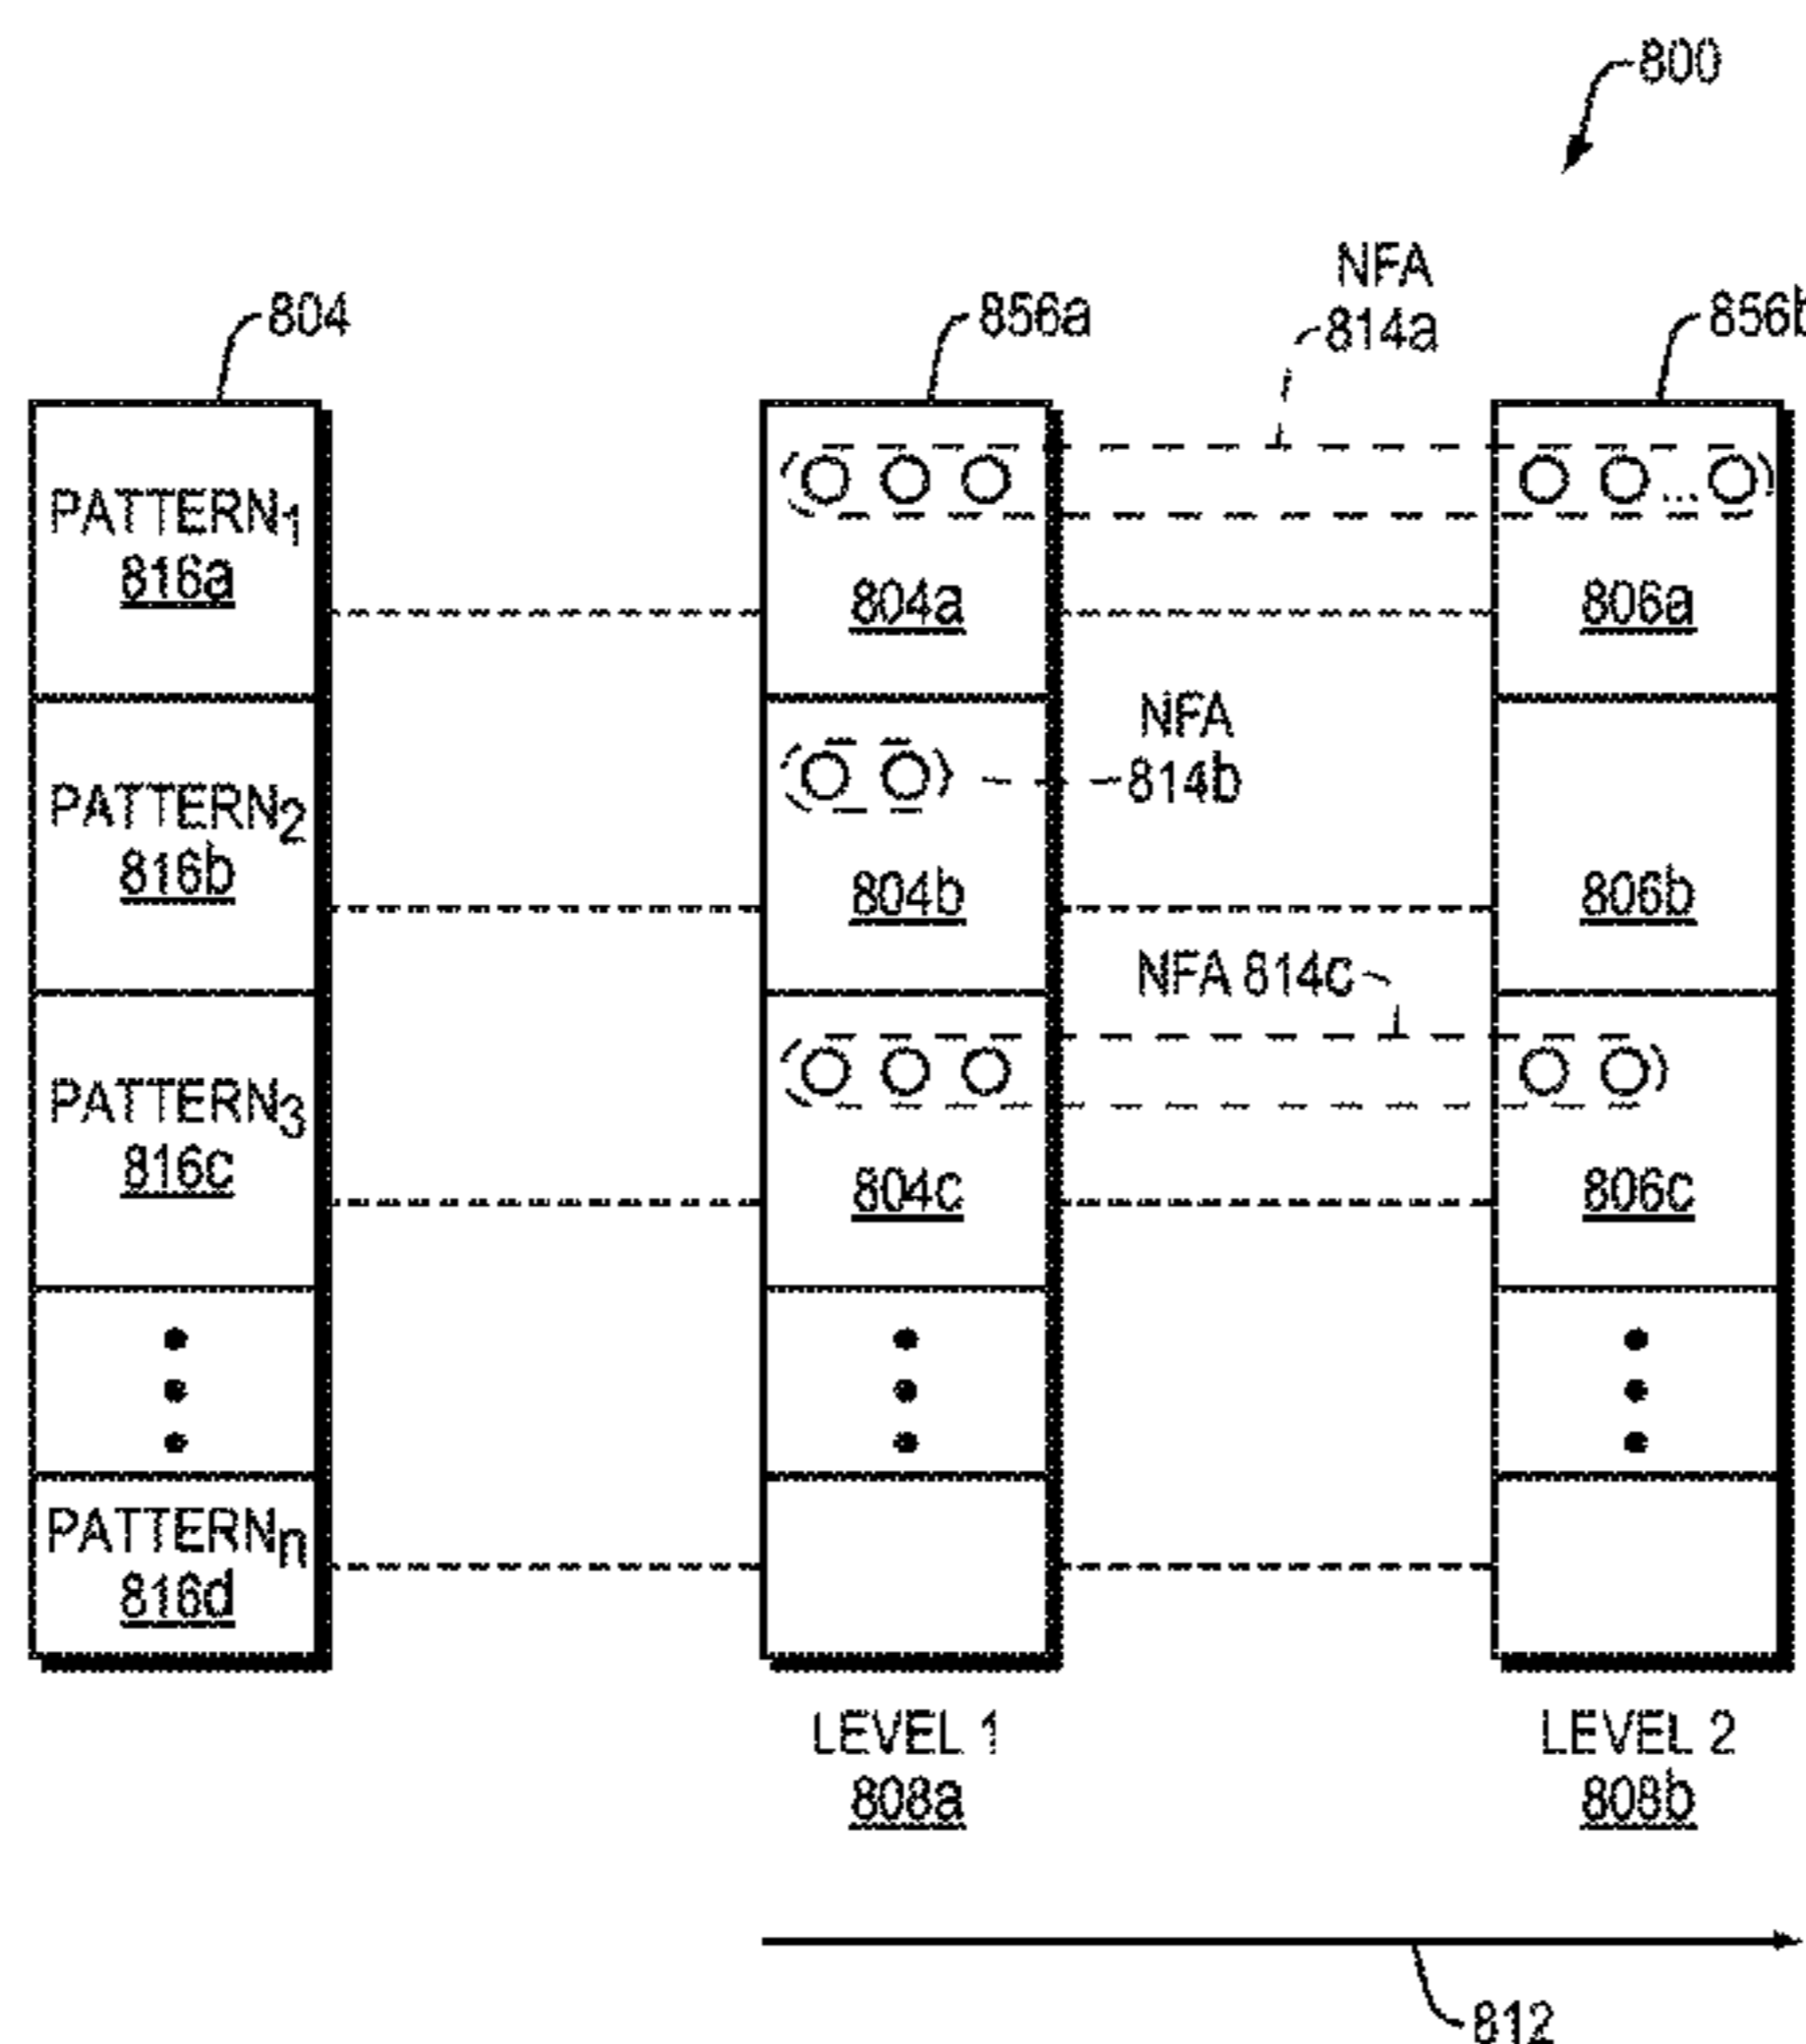 800
NFA
814a
804
856a
856b
PATTERN1
816a
804a
806a
NFA
814b
PATTERN2
816b
804b
806b
NFA 814c
PATTERN3
816c
804c
806c
PATTERNn
816d
LEVEL 1
808a
LEVEL 2
808b
812